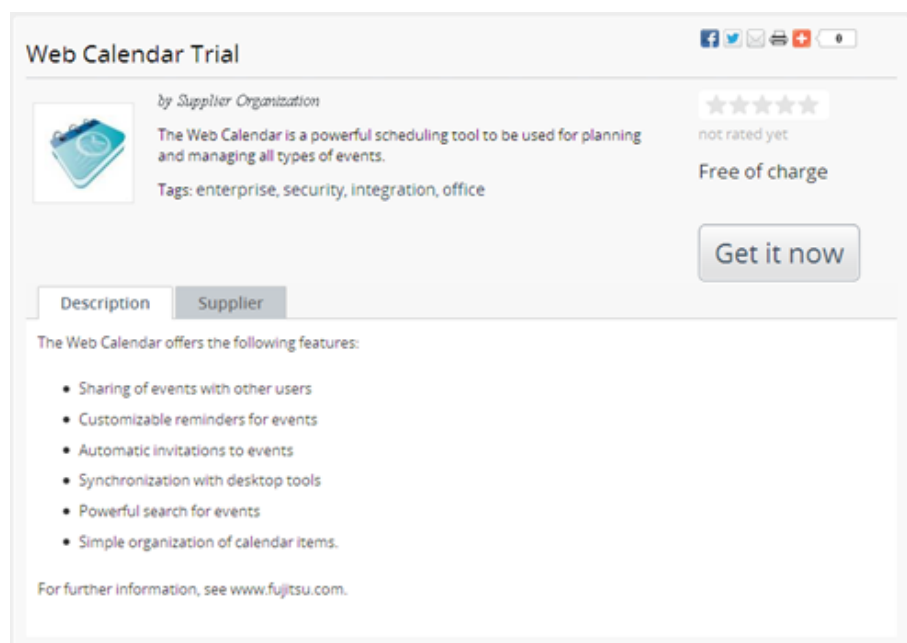 Web Calendar Trial
0
by Supplier Organization
The Web Calendar is a powerful scheduling tool to be used for planning
and managing all types of events.
Tags: enterprise, security, integration, office
not rated yet
Free of charge
Get it now
Description
Supplier
The Web Calendar offers the following features:
• Sharing of events with other users
• Customizable reminders for events
• Automatic invitations to events
• Synchronization with desktop tools
• Powerful search for events
• Simple organization of calendar items.
For further information, see www.fujitsu.com.